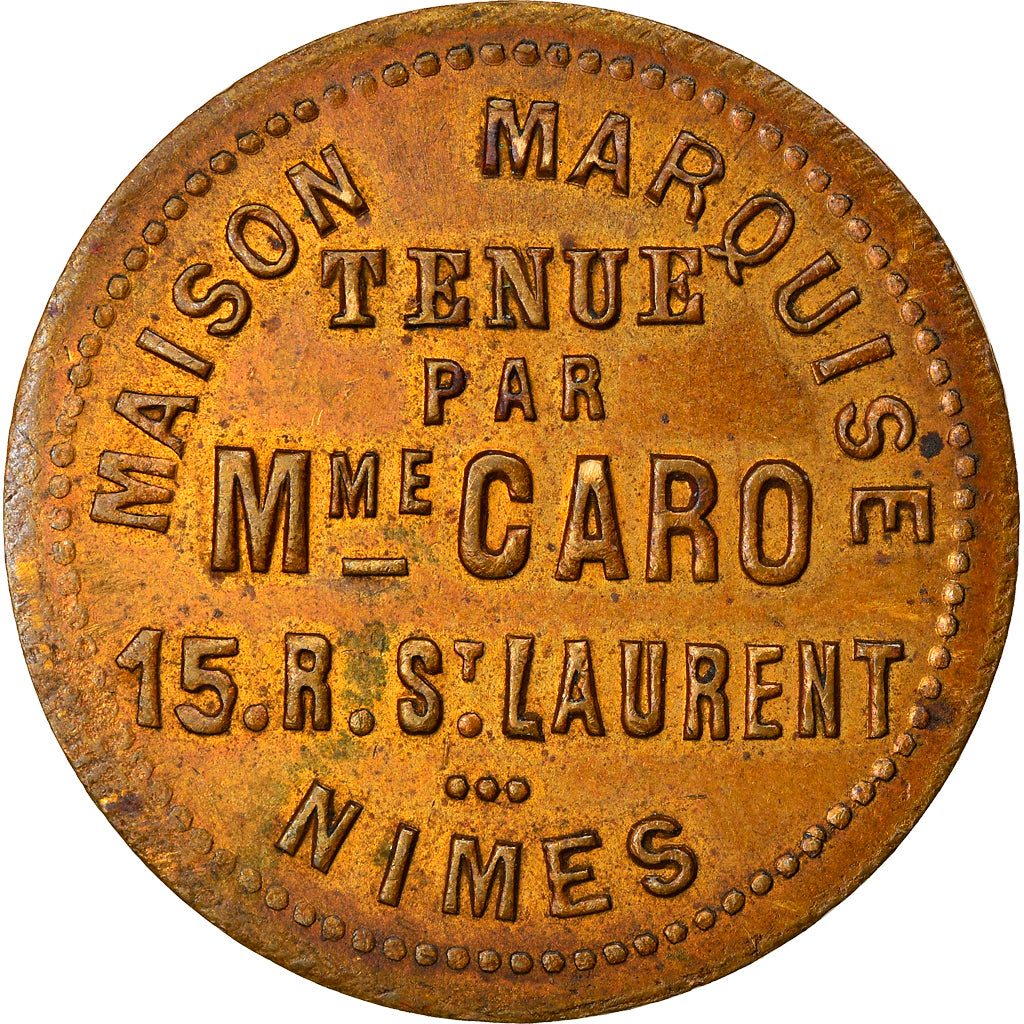 MAISON MARQUISE
TENUE
PAR
MME CARO
15.R.ST.LAURENT
NIMES